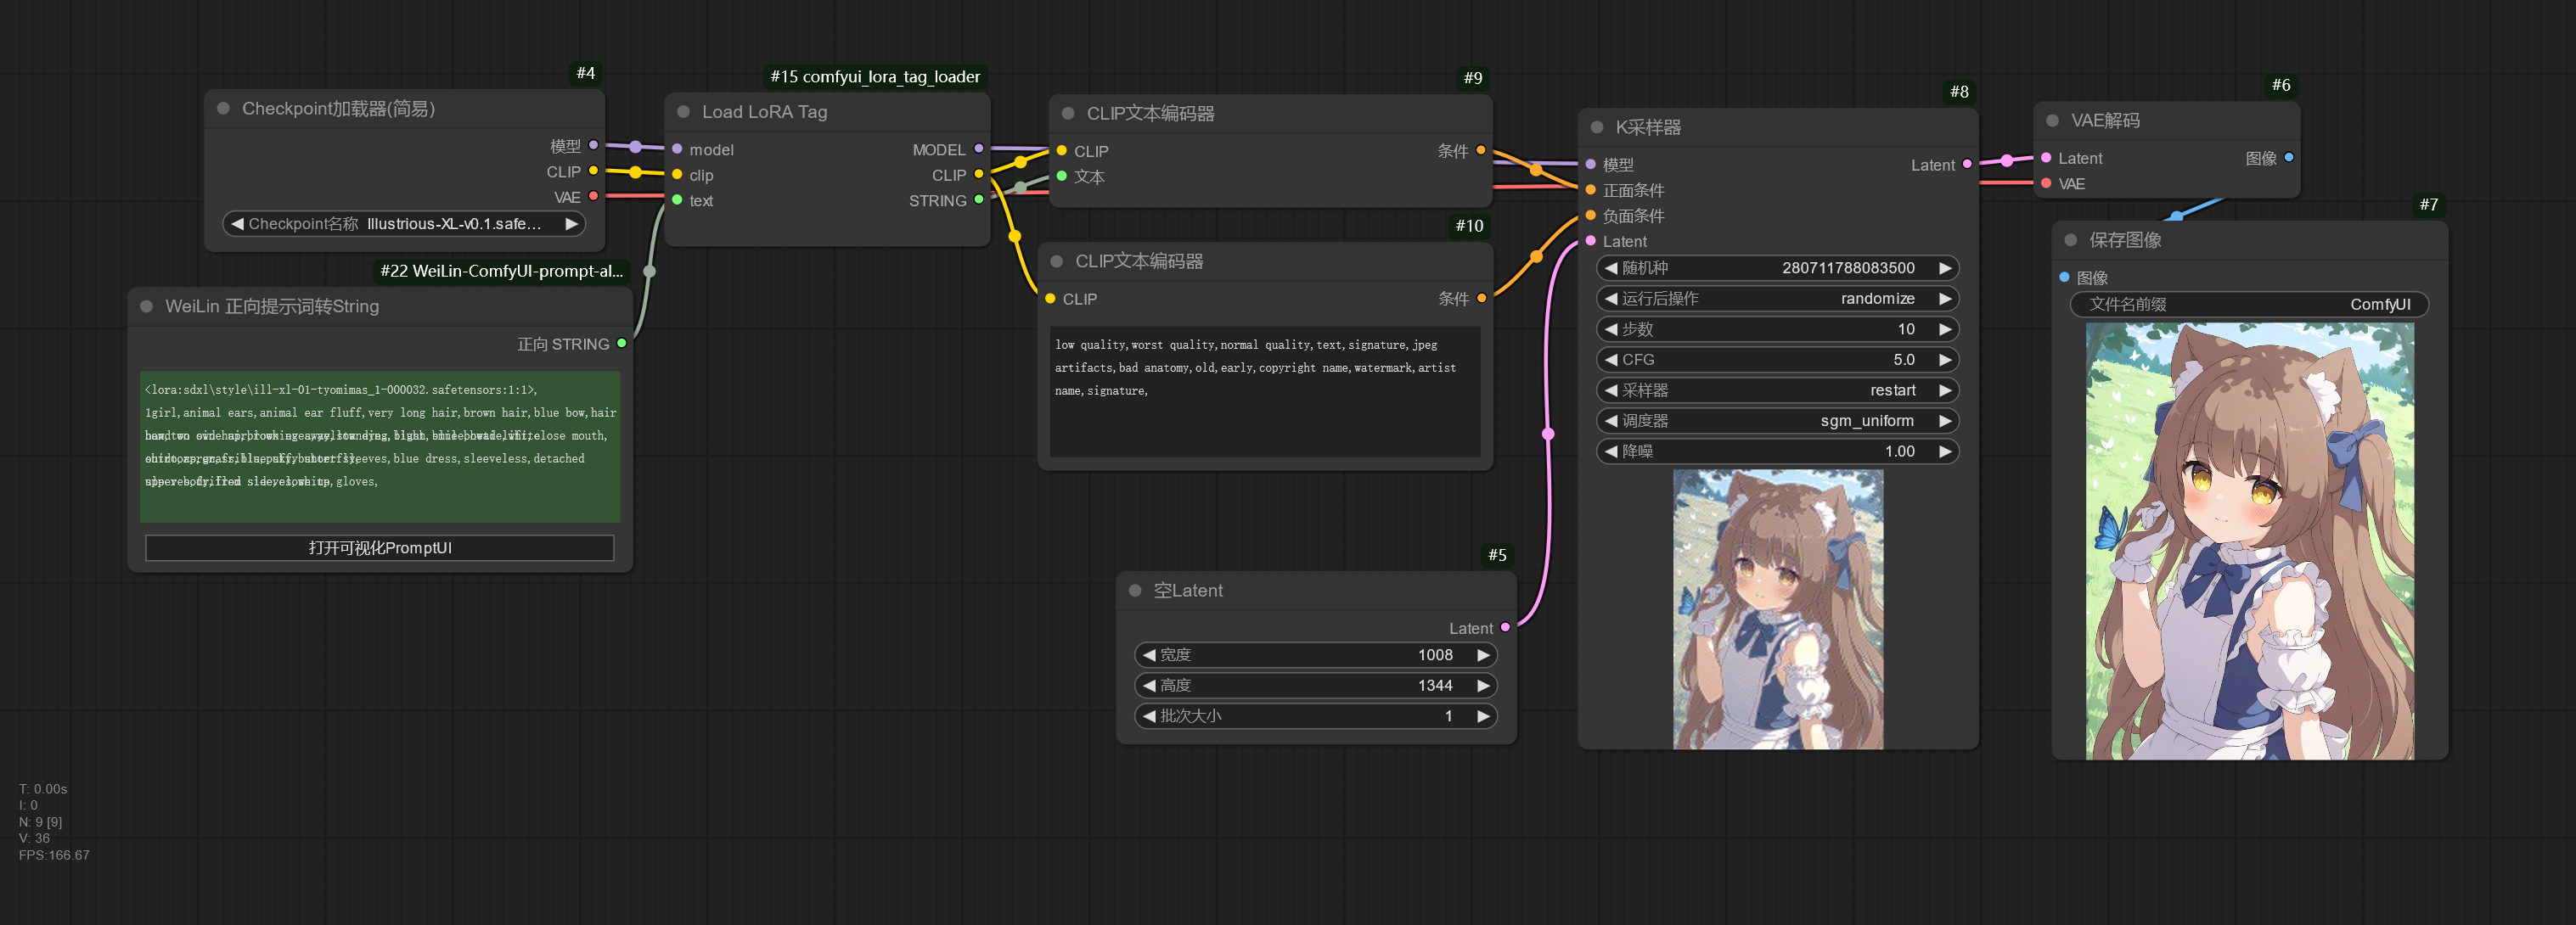 #4
Checkpoint加载器(简易)
模型
CLIP
VAE
Checkpoint名称 Illustrious-XL-v0.1.safe...
#22 WeiLin-ComfyUI-prompt-al...
WeiLin 正向提示词转String
正向 STRING
<lora:sdxl\style\ill-xl-01-tyomimas_1-000032.safetensors:1:1>,
1girl,animal ears,animal ear fluff,very long hair,brown hair,blue bow,hair
close mouth,
sleeves,blue dress,sleeveless,detached
gloves,
打开可视化PromptUI
#15 comfyui_lora_tag_loader
Load LoRA Tag
model
MODEL
clip
CLIP
text
STRING
#9
CLIP文本编码器
CLIP
条件
文本
#10
CLIP文本编码器
CLIP
条件
low quality,worst quality,normal quality,text,signature,jpeg
artifacts,bad anatomy,old,early,copyright name,watermark,artist
name,signature,
#5
空Latent
Latent
宽度 1008
高度 1344
批次大小 1
#8
K采样器
模型
Latent
正面条件
负面条件
Latent
随机种 280711788083500
运行后操作 randomize
步数 10
CFG 5.0
采样器 restart
调度器 sgm_uniform
降噪 1.00
#6
VAE解码
Latent
图像
VAE
#7
保存图像
图像
文件名前缀 ComfyUI
T: 0.00s
I: 0
N: 9 [9]
V: 36
FPS:166.67